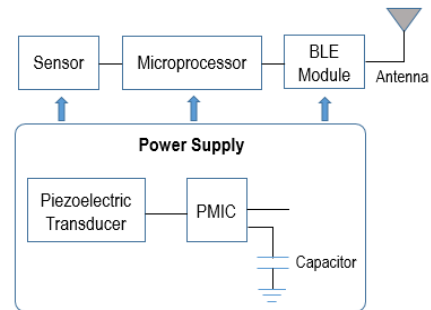 Sensor
Microprocessor
BLE
Module
Antenna
Power Supply
Piezoelectric
Transducer
PMIC
Capacitor